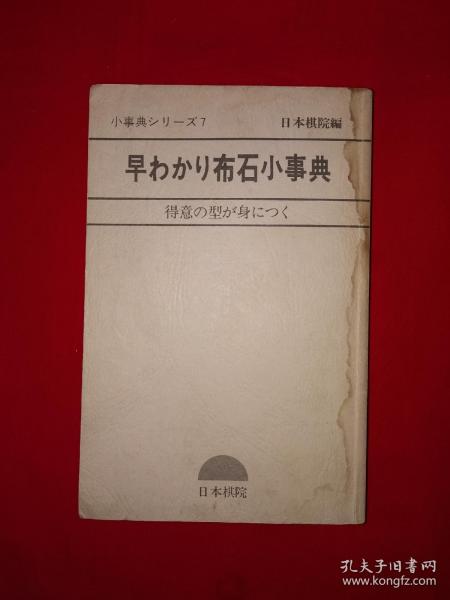 小事典シリーズ7 日本棋院編
早わかり布石小事典
得意の型が身につく
日本棋院
孔夫子旧书网
www.kongfz.com